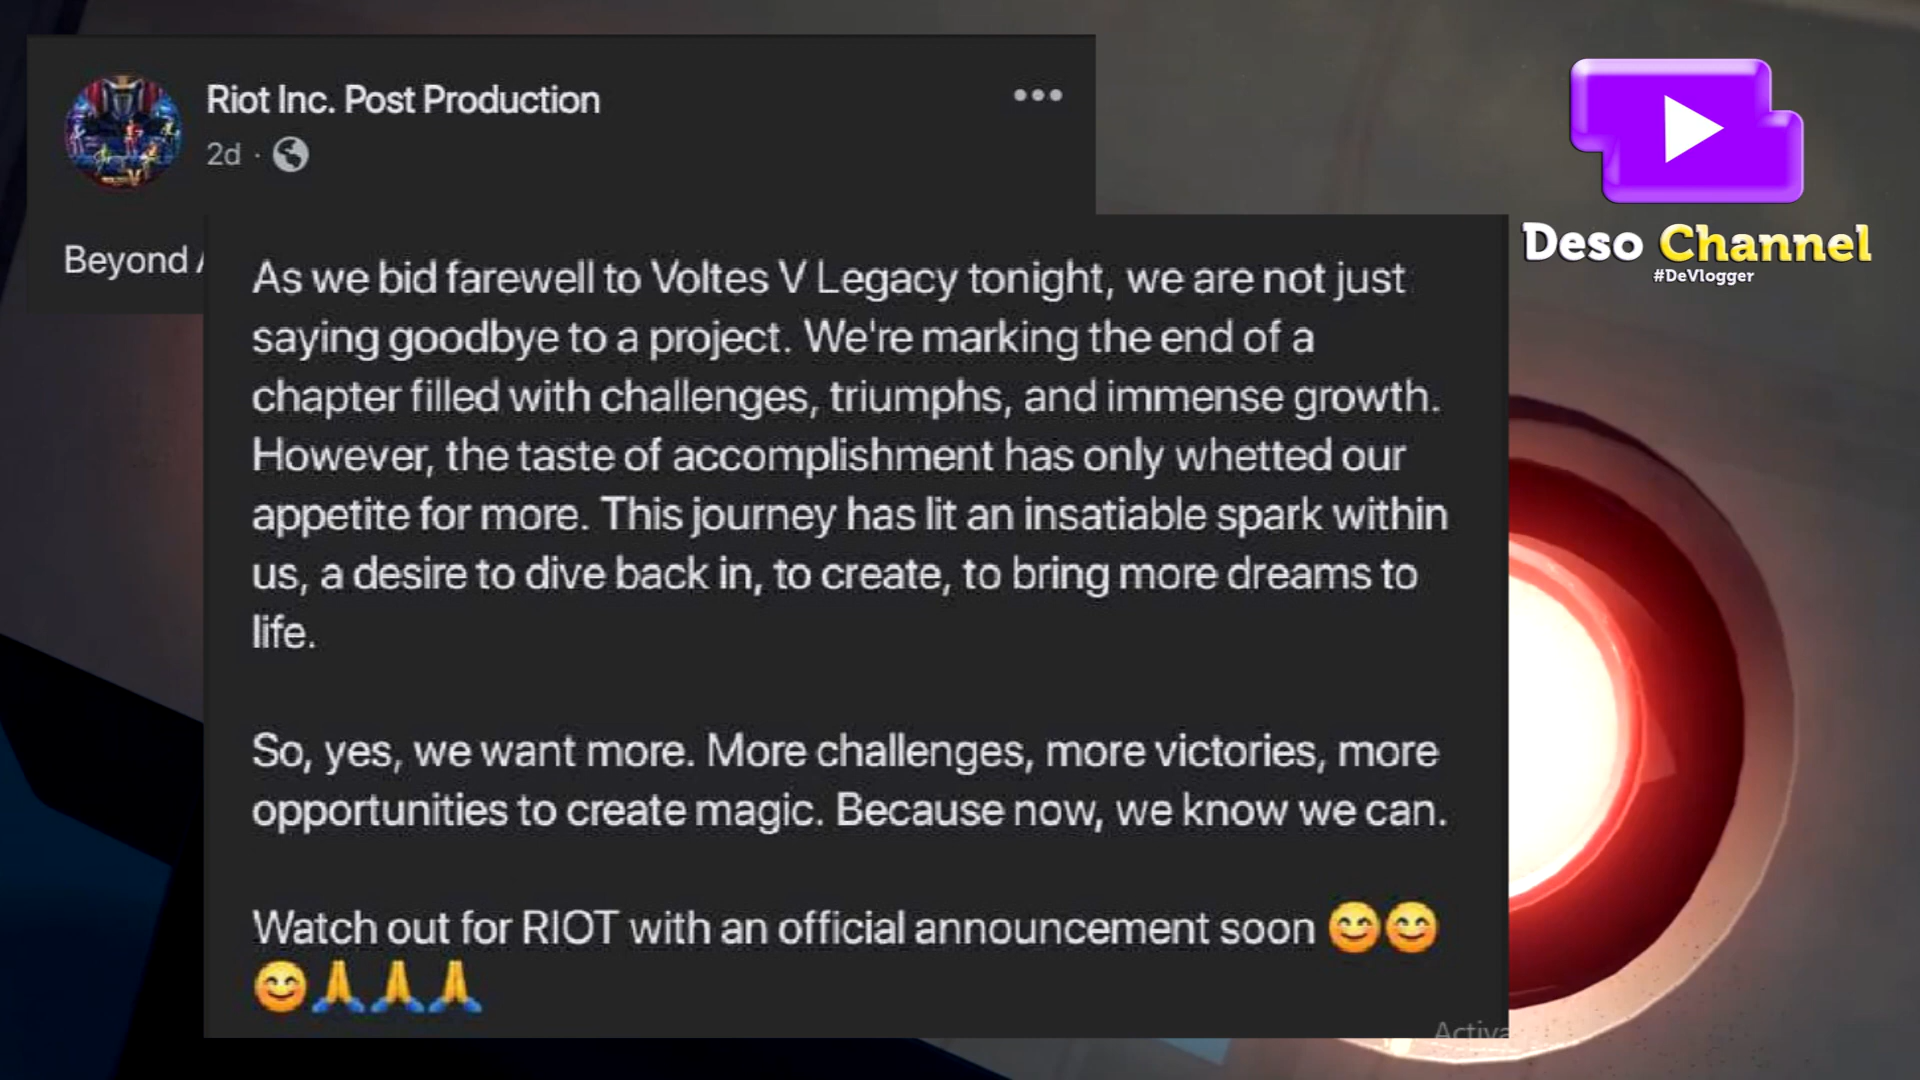 Riot Inc. Post Production
2d ·
Beyond A
As we bid farewell to Voltes V Legacy tonight, we are not just
saying goodbye to a project. We're marking the end of a
chapter filled with challenges, triumphs, and immense growth.
However, the taste of accomplishment has only whetted our
appetite for more. This journey has lit an insatiable spark within
us, a desire to dive back in, to create, to bring more dreams to
life.
So, yes, we want more. More challenges, more victories, more
opportunities to create magic. Because now, we know we can.
Watch out for RIOT with an official announcement soon 😊😊
😊🙏🙏🙏
Deso Channel
#DeVlogger
Activa